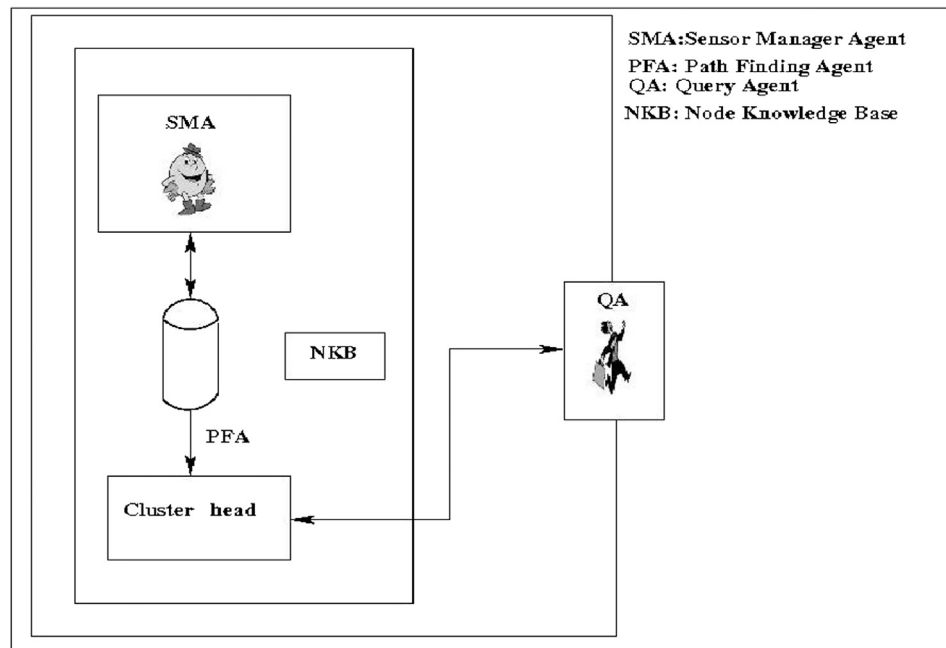 SMA:Sensor Manager Agent
PFA: Path Finding Agent
QA: Query Agent
NKB: Node Knowledge Base
SMA
QA
NKB
PFA
Cluster head